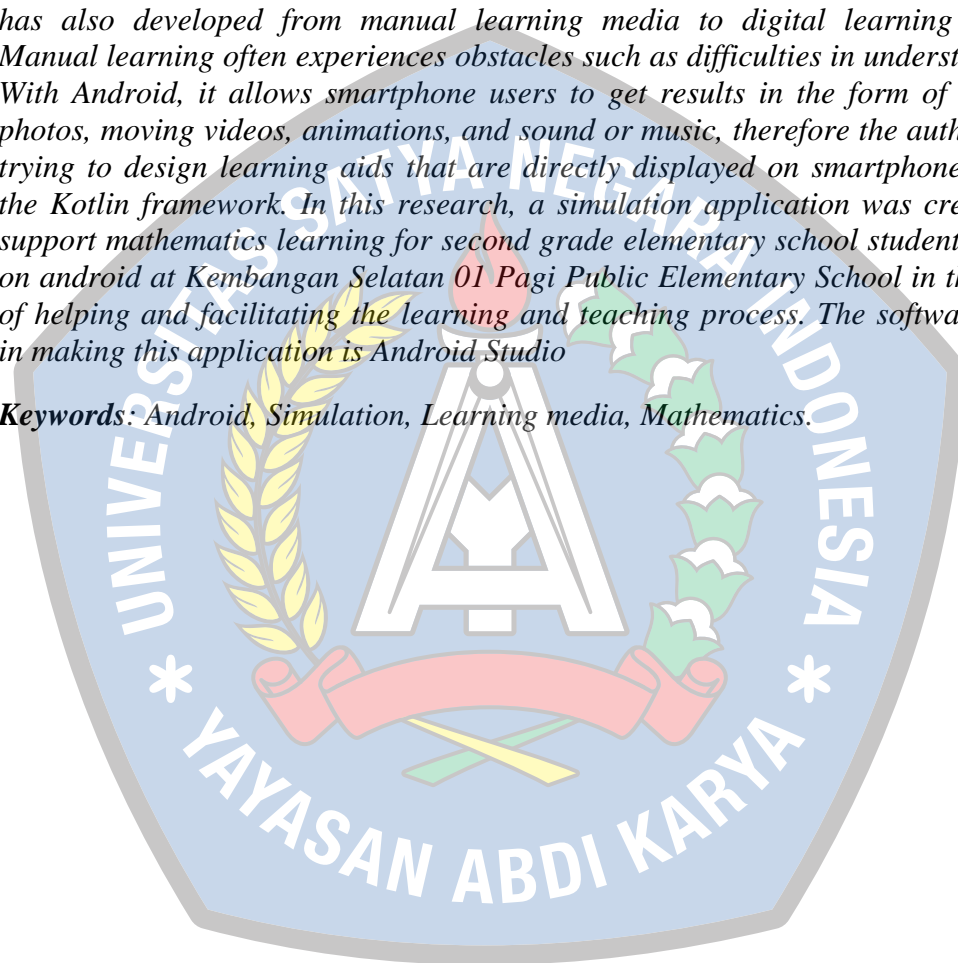 has also developed from manual learning media to digital learning
Manual learning often experiences obstacles such as difficulties in underst
With Android, it allows smartphone users to get results in the form of
photos, moving videos, animations, and sound or music, therefore the auth
trying to design learning aids that are directly displayed on smartphone
the Kotlin framework. In this research, a simulation application was cre
support mathematics learning for second grade elementary school student
on android at Kembangan Selatan 01 Pagi Public Elementary School in th
of helping and facilitating the learning and teaching process. The softwa
in making this application is Android Studio
Keywords: Android, Simulation, Learning media, Mathematics.
UNIVERSITAS SATYA NEGARA INDONESIA
YAYASAN ABDI KARYA